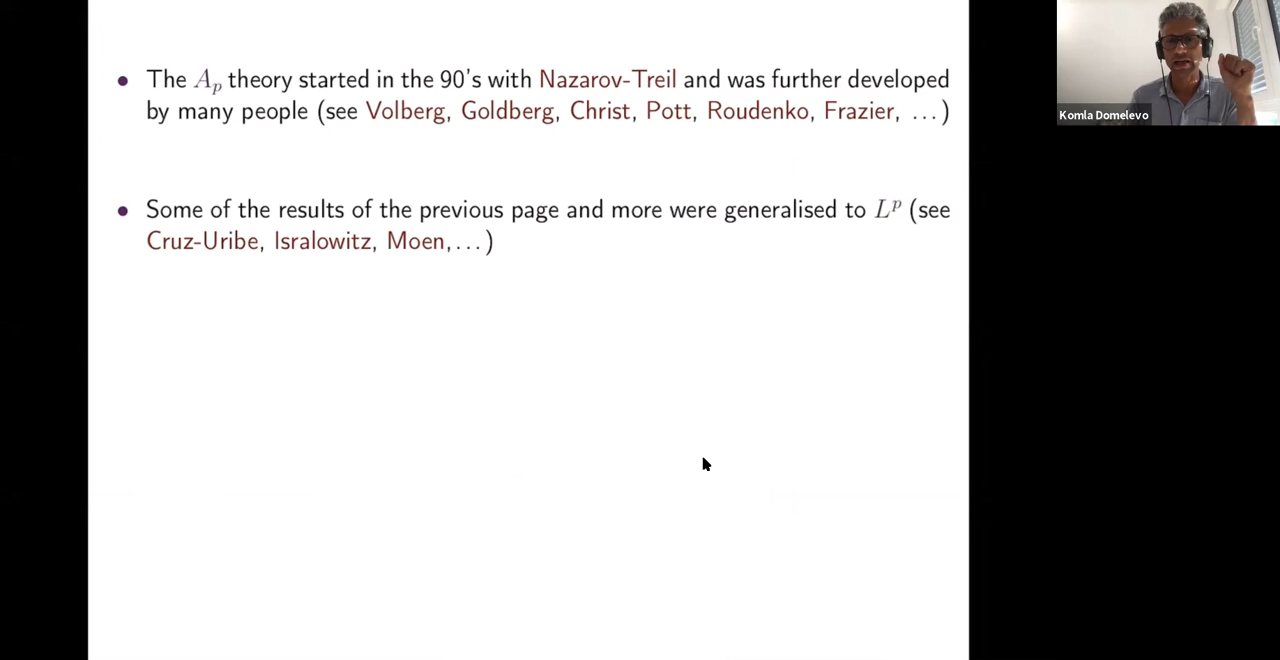 • The A_p theory started in the 90's with Nazarov-Treil and was further developed
by many people (see Volberg, Goldberg, Christ, Pott, Roudenko, Frazier, ...)
• Some of the results of the previous page and more were generalised to L^p (see
Cruz-Uribe, Isralowitz, Moen,...)
Komla Domelevo